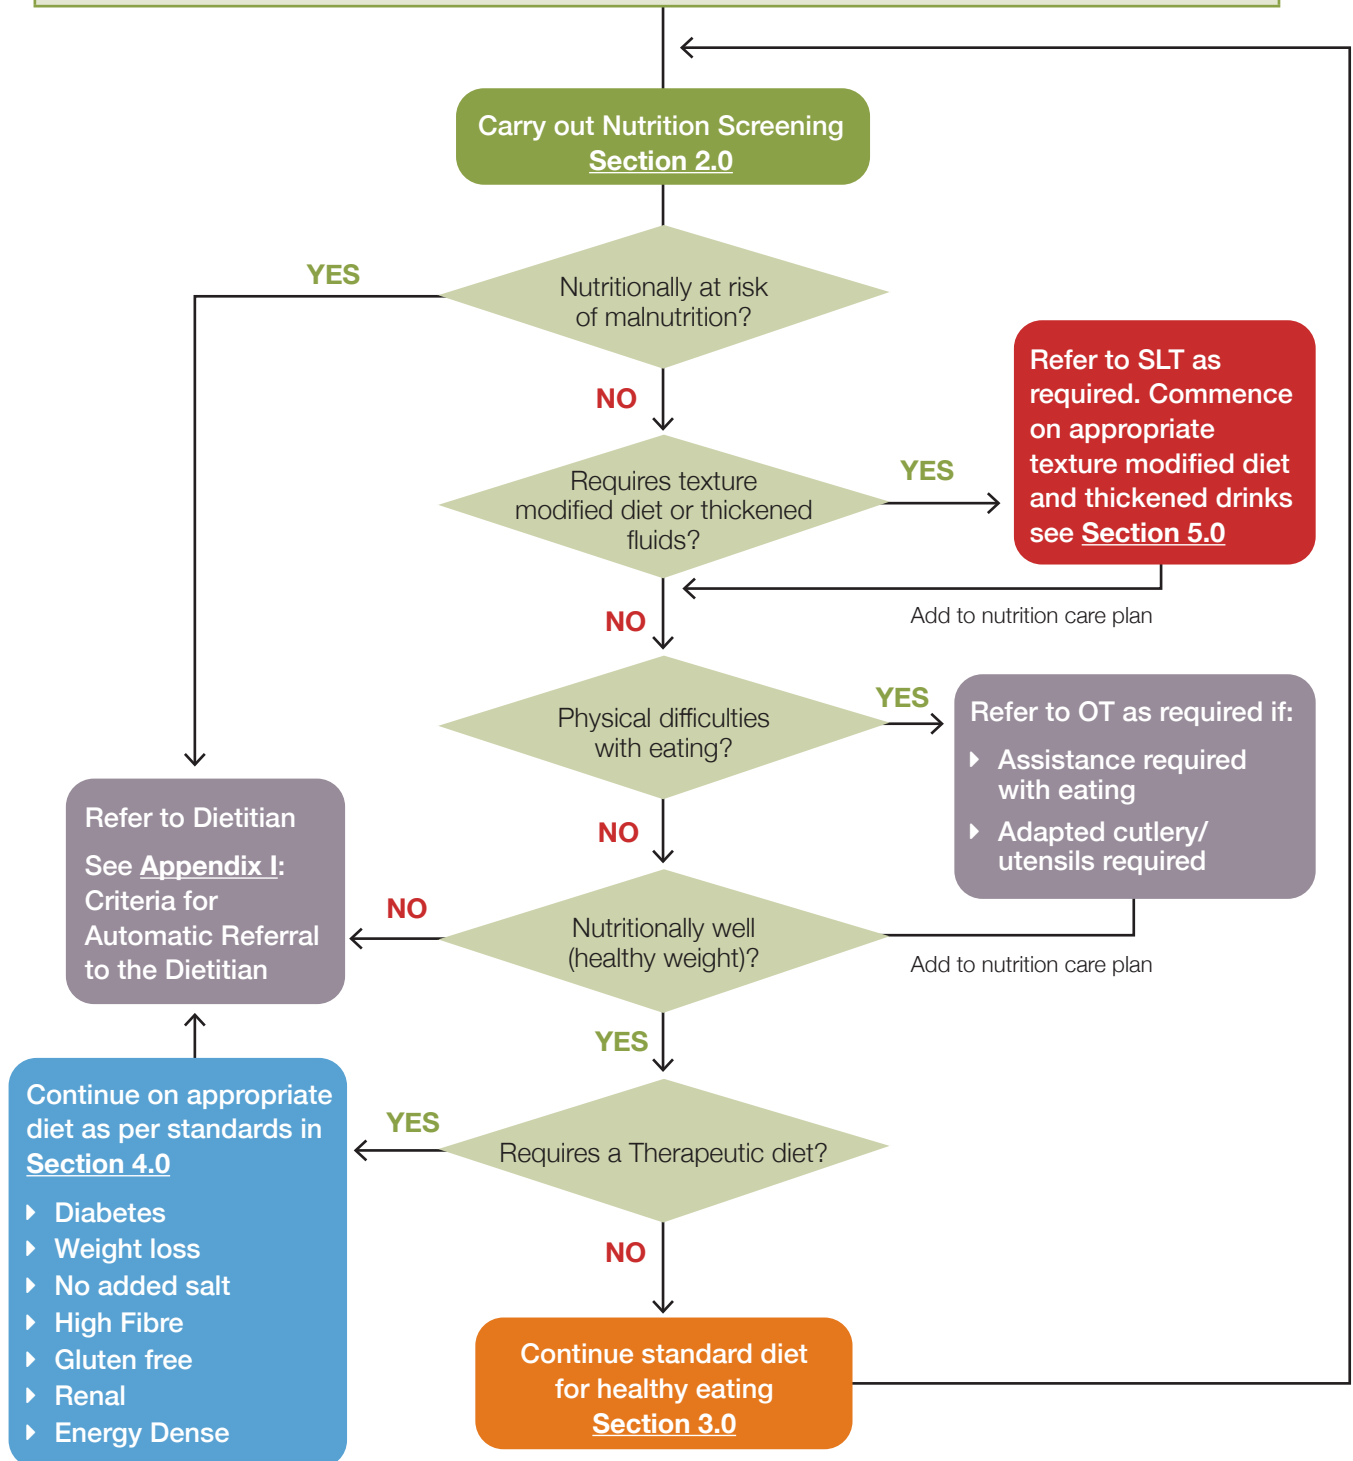 Carry out Nutrition Screening
Section 2.0
YES
Nutritionally at risk
of malnutrition?
NO
Requires texture
modified diet or thickened
fluids?
YES
Refer to SLT as
required. Commence
on appropriate
texture modified diet
and thickened drinks
see Section 5.0
Add to nutrition care plan
NO
Physical difficulties
with eating?
YES
Refer to OT as required if:
Assistance required
with eating
Adapted cutlery/
utensils required
NO
Refer to Dietitian
See Appendix I:
Criteria for
Automatic Referral
to the Dietitian
NO
Nutritionally well
(healthy weight)?
Add to nutrition care plan
YES
Continue on appropriate
diet as per standards in
Section 4.0
Diabetes
Weight loss
No added salt
High Fibre
Gluten free
Renal
Energy Dense
YES
Requires a Therapeutic diet?
NO
Continue standard diet
for healthy eating
Section 3.0